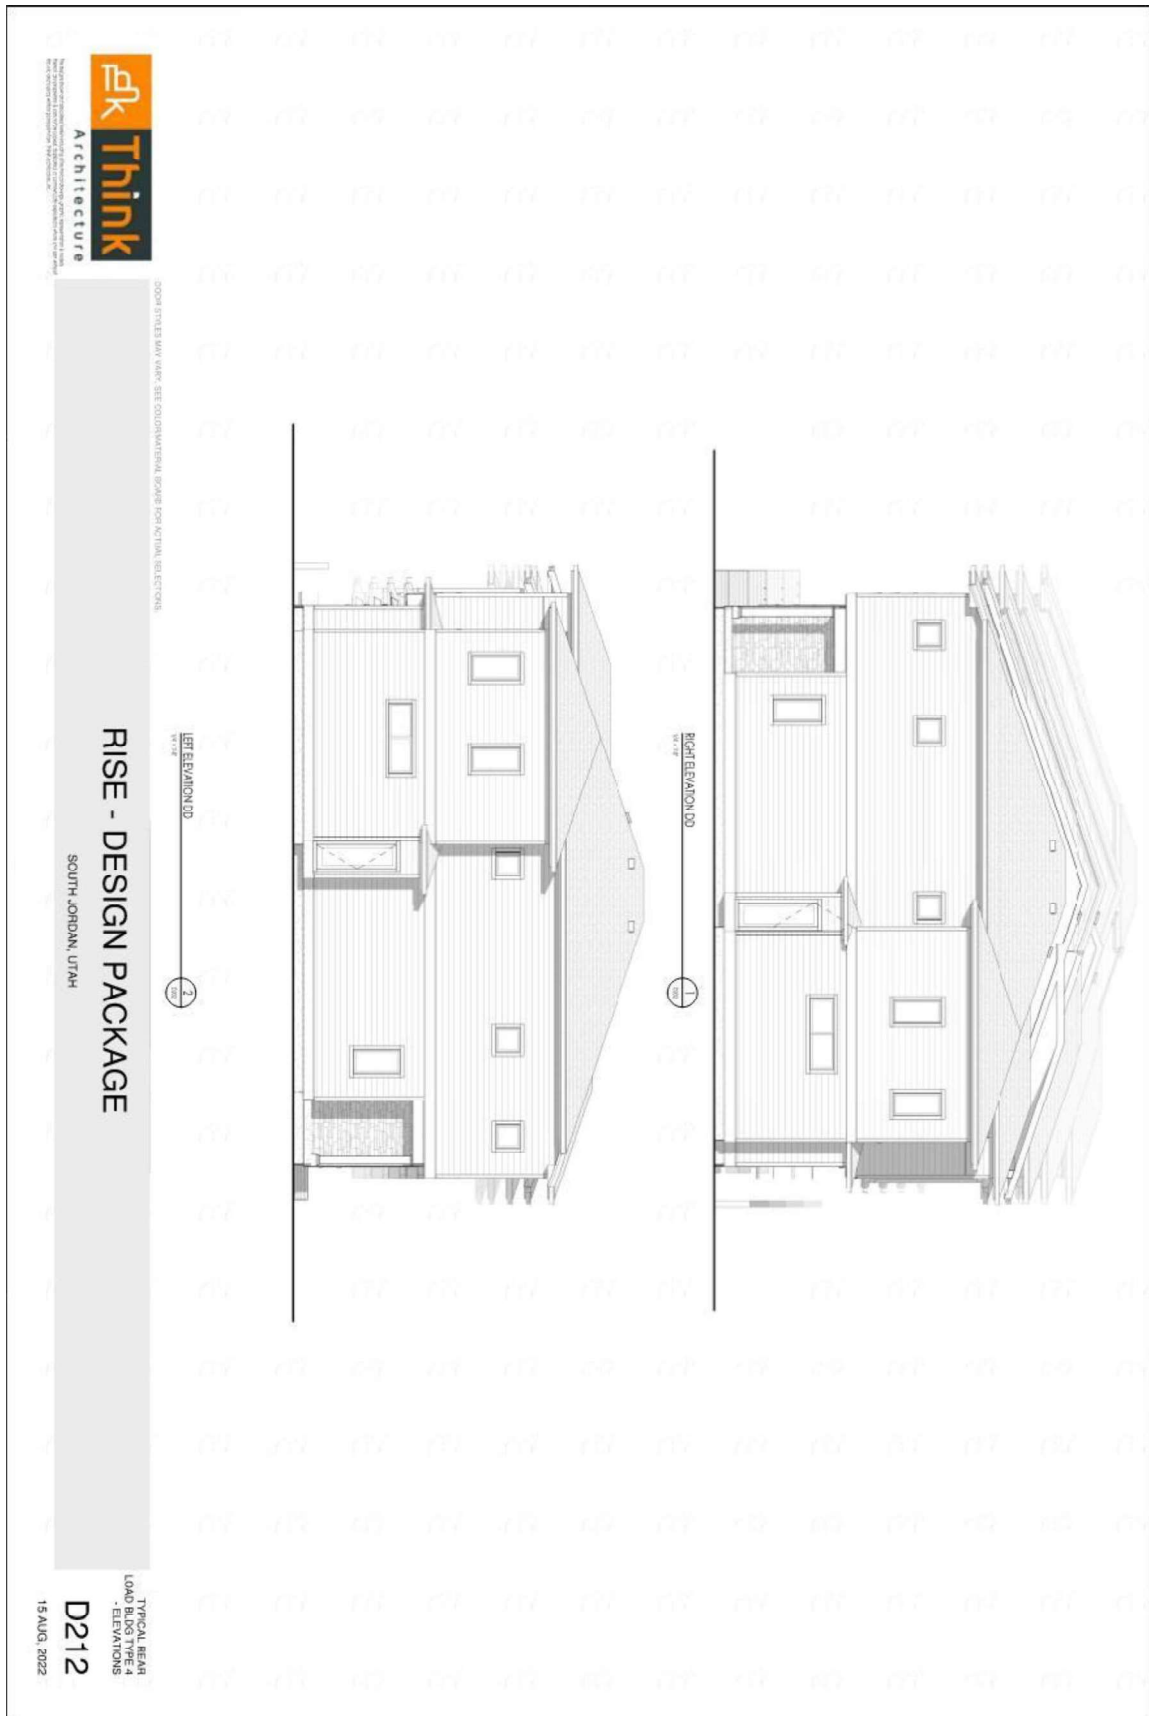 RIGHT ELEVATION DD
1
LEFT ELEVATION DD
2
DOOR STYLES MAY VARY, SEE COLOR/MATERIAL BOARD FOR ACTUAL SELECTIONS.
Think
Architecture
RISE - DESIGN PACKAGE
SOUTH JORDAN, UTAH
TYPICAL REAR
LOAD BLDG TYPE 4
- ELEVATIONS
D212
15 AUG, 2022